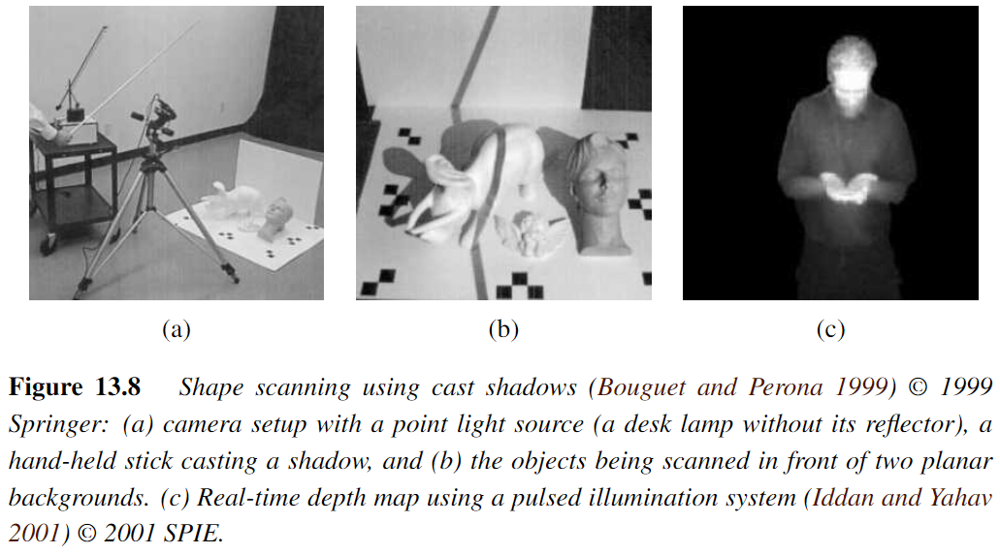 (a) (b) (c)
Figure 13.8 Shape scanning using cast shadows (Bouguet and Perona 1999) © 1999
Springer: (a) camera setup with a point light source (a desk lamp without its reflector), a
hand-held stick casting a shadow, and (b) the objects being scanned in front of two planar
backgrounds. (c) Real-time depth map using a pulsed illumination system (Iddan and Yahav
2001) © 2001 SPIE.